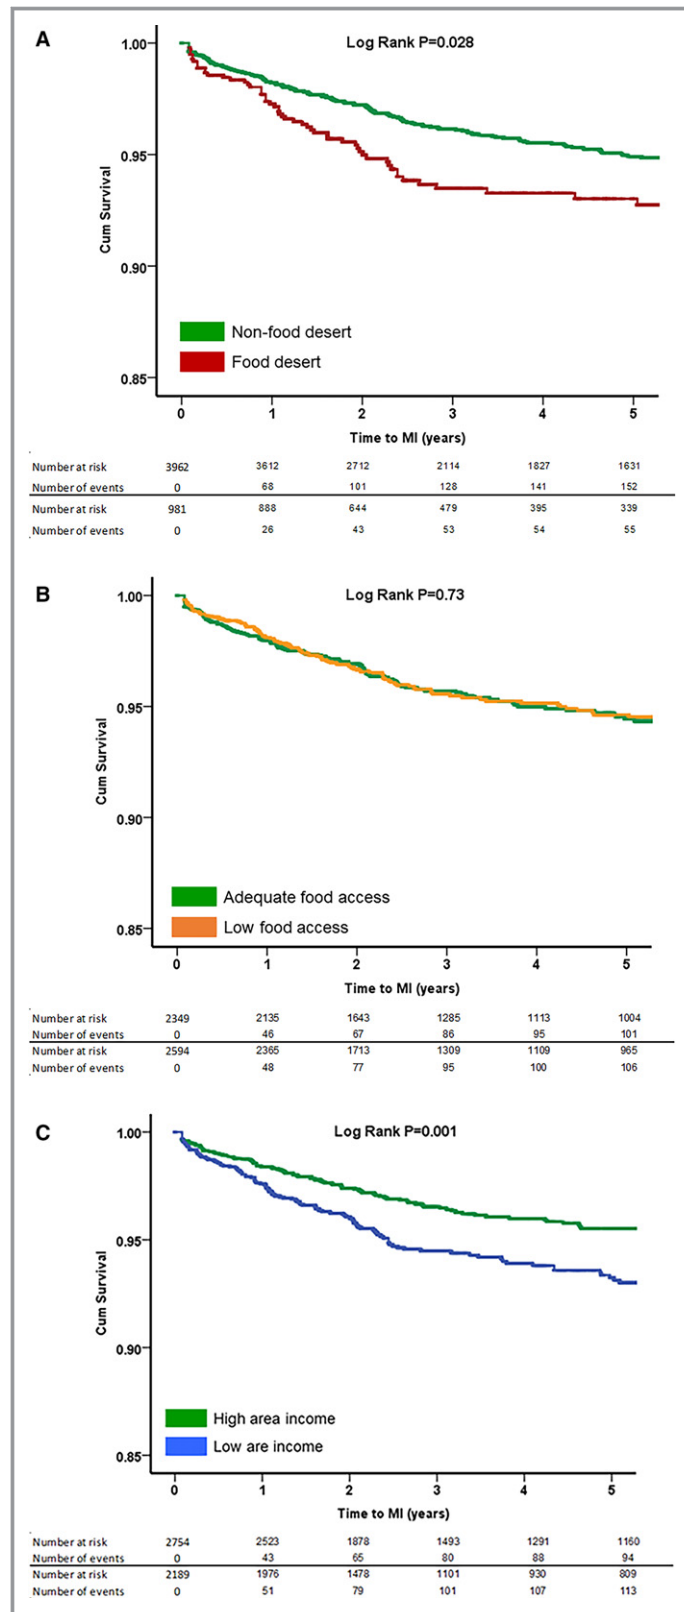 A
Log Rank P=0.028
1.00
0.95
0.90
0.85
Cum Survival
Non-food desert
Food desert
0 1 2 3 4 5
Time to MI (years)
Number at risk 3962 3612 2712 2114 1827 1631
Number of events 0 68 101 128 141 152
Number at risk 981 888 644 479 395 339
Number of events 0 26 43 53 54 55
B
Log Rank P=0.73
1.00
0.95
0.90
0.85
Cum Survival
Adequate food access
Low food access
0 1 2 3 4 5
Time to MI (years)
Number at risk 2349 2135 1643 1285 1113 1004
Number of events 0 46 67 86 95 101
Number at risk 2594 2365 1713 1309 1109 965
Number of events 0 48 77 95 100 106
C
Log Rank P=0.001
1.00
0.95
0.90
0.85
Cum Survival
High area income
Low are income
0 1 2 3 4 5
Time to MI (years)
Number at risk 2754 2523 1878 1493 1291 1160
Number of events 0 43 65 80 88 94
Number at risk 2189 1976 1478 1101 930 809
Number of events 0 51 79 101 107 113